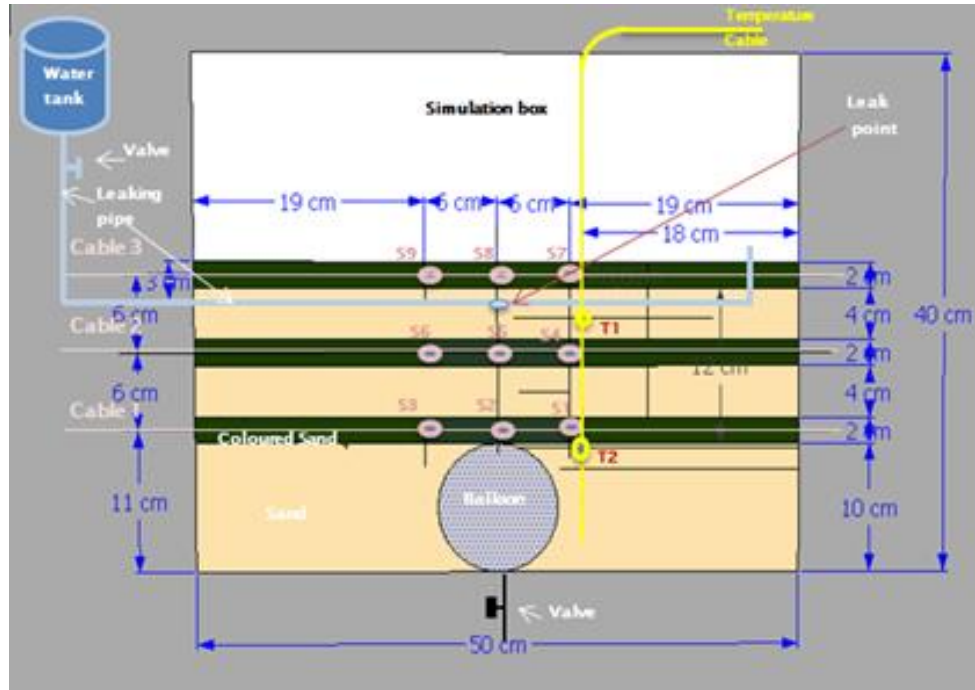 Temperature
Cable
Water
tank
Simulation box
Leak
point
Valve
Leaking
pipe
19 cm
6 cm
6 cm
19 cm
18 cm
Cable 3
S9
S8
S7
2 cm
6 cm
4 cm
40 cm
T1
Cable 2
S6
S5
S4
2 cm
12 cm
6 cm
4 cm
Cable 1
S3
S2
S1
2 cm
Coloured Sand
T2
11 cm
Balloon
Sand
10 cm
Valve
50 cm